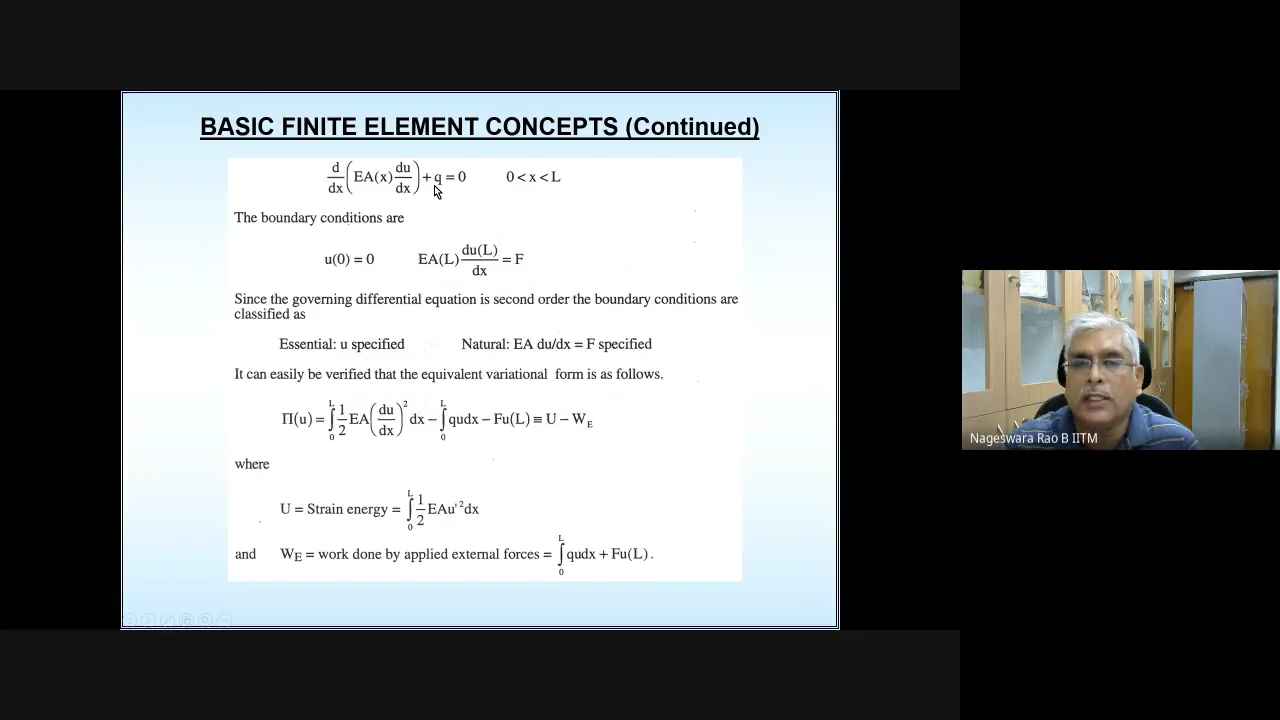 BASIC FINITE ELEMENT CONCEPTS (Continued)
d/dx (EA(x) du/dx) + q = 0    0 < x < L
The boundary conditions are
u(0) = 0    EA(L) du(L)/dx = F
Since the governing differential equation is second order the boundary conditions are
classified as
Essential: u specified    Natural: EA du/dx = F specified
It can easily be verified that the equivalent variational form is as follows.
Π(u) = ∫₀ᴸ 1/2 EA (du/dx)² dx − ∫₀ᴸ qudx − Fu(L) ≡ U − W_E
where
U = Strain energy = ∫₀ᴸ 1/2 EAu'² dx
and W_E = work done by applied external forces = ∫₀ᴸ qudx + Fu(L).
Nageswara Rao B IITM